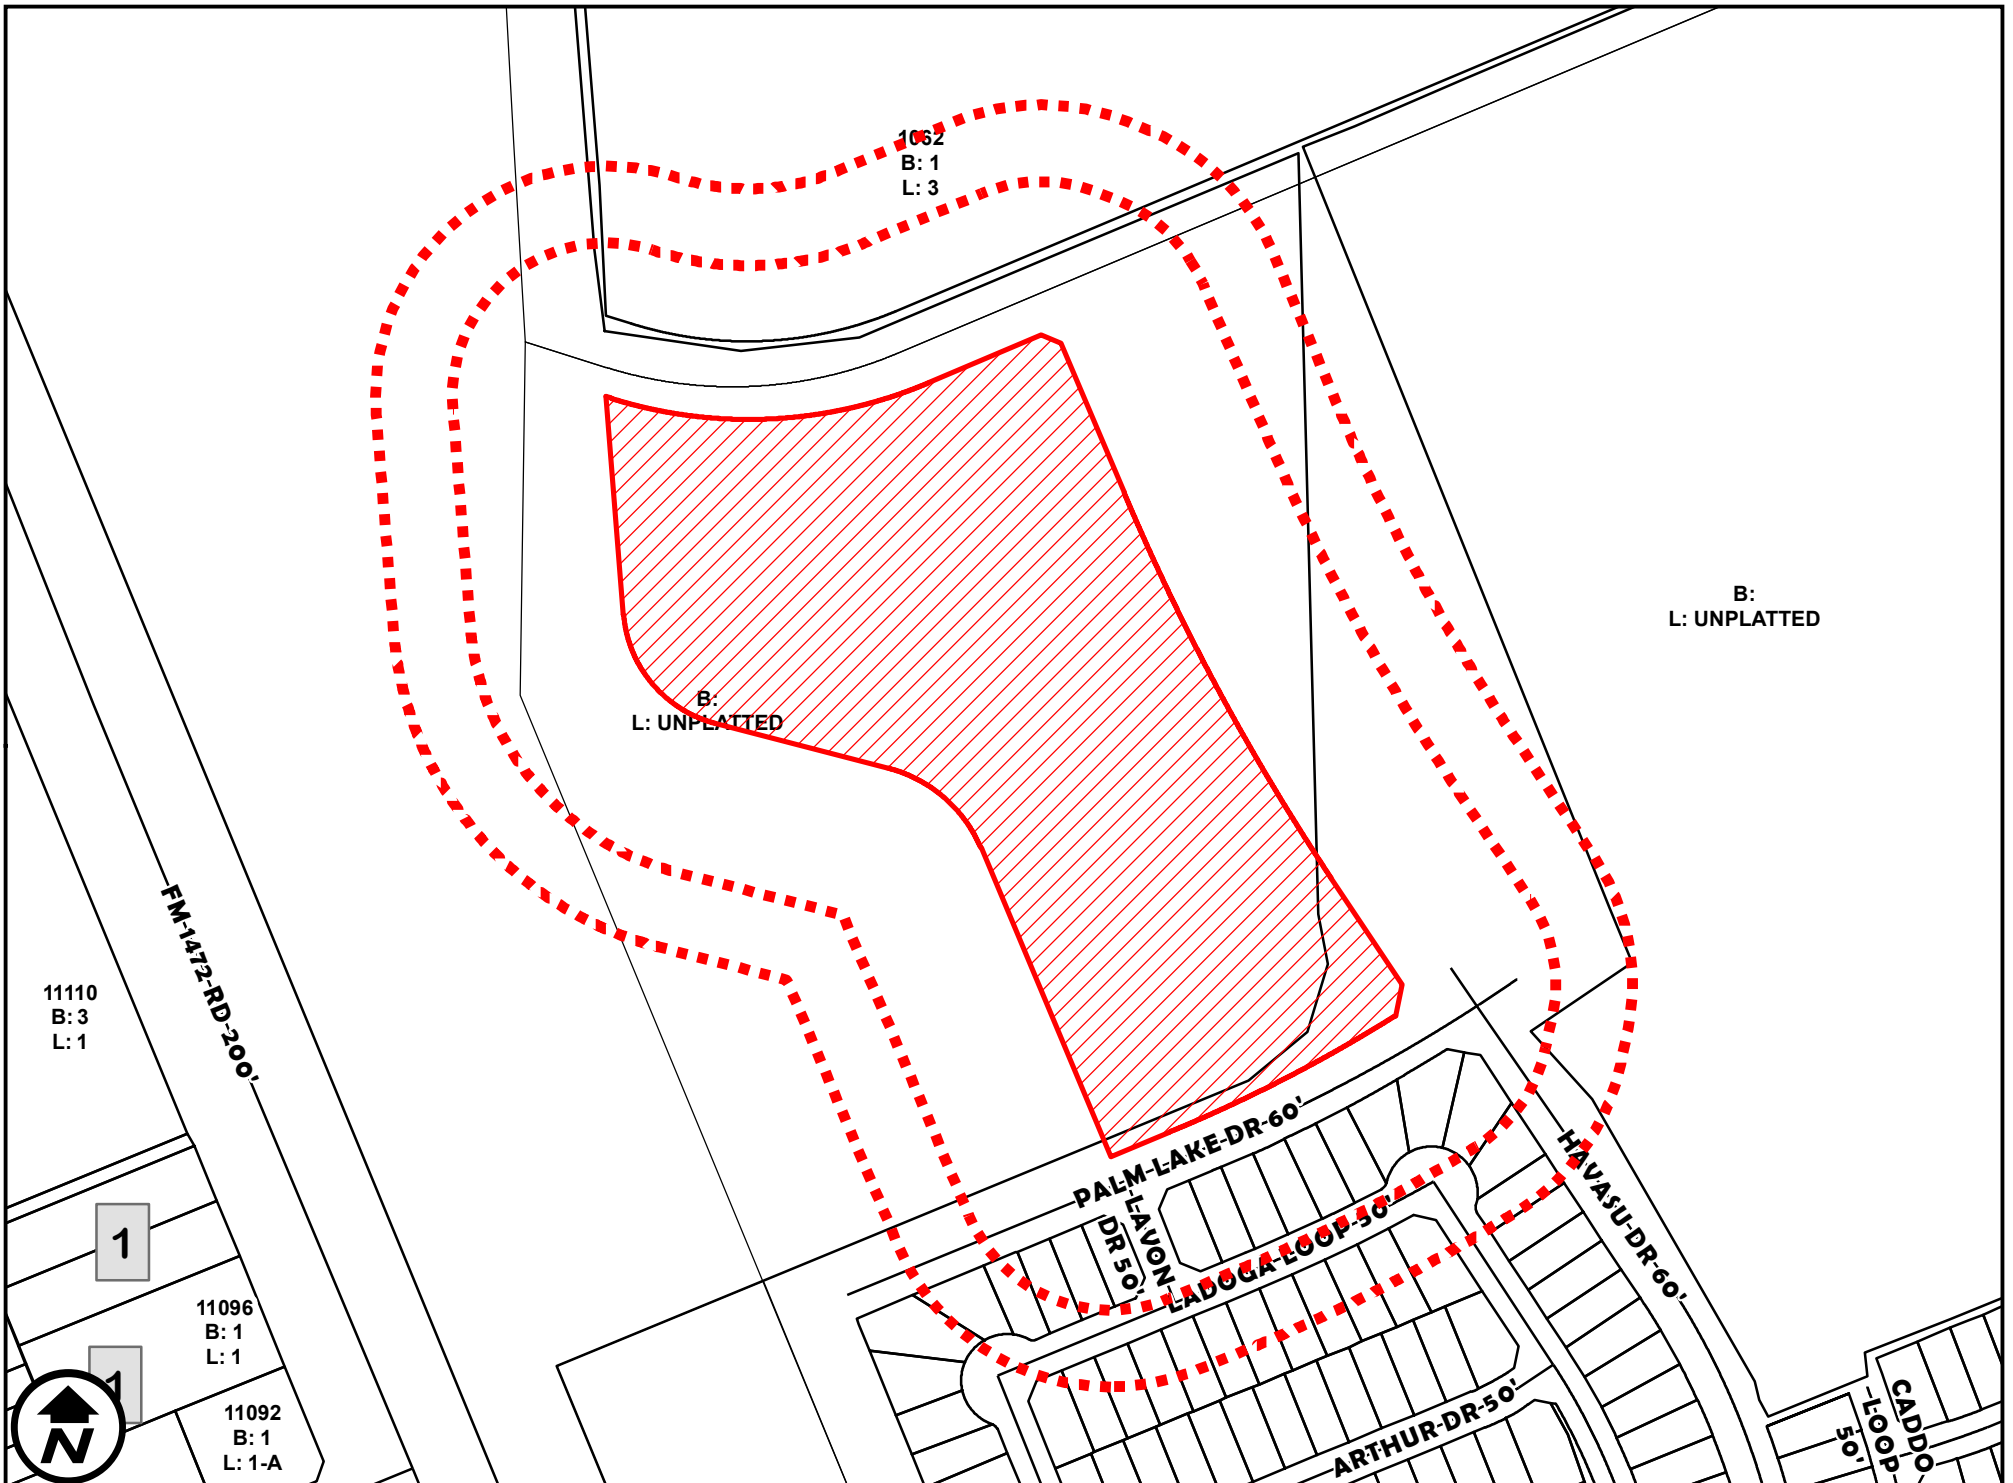 1062
B: 1
L: 3
B:
L: UNPLATTED
B:
L: UNPLATTED
FM-1472-RD-200'
11110
B: 3
L: 1
PALM-LAKE-DR-60'
LAVON
DR 50'
LADOGA-LOOP-50'
HAVASU-DR-60'
1
11096
B: 1
L: 1
1
11092
B: 1
L: 1-A
N
ARTHUR-DR-50'
CADDO
LOOP
50'